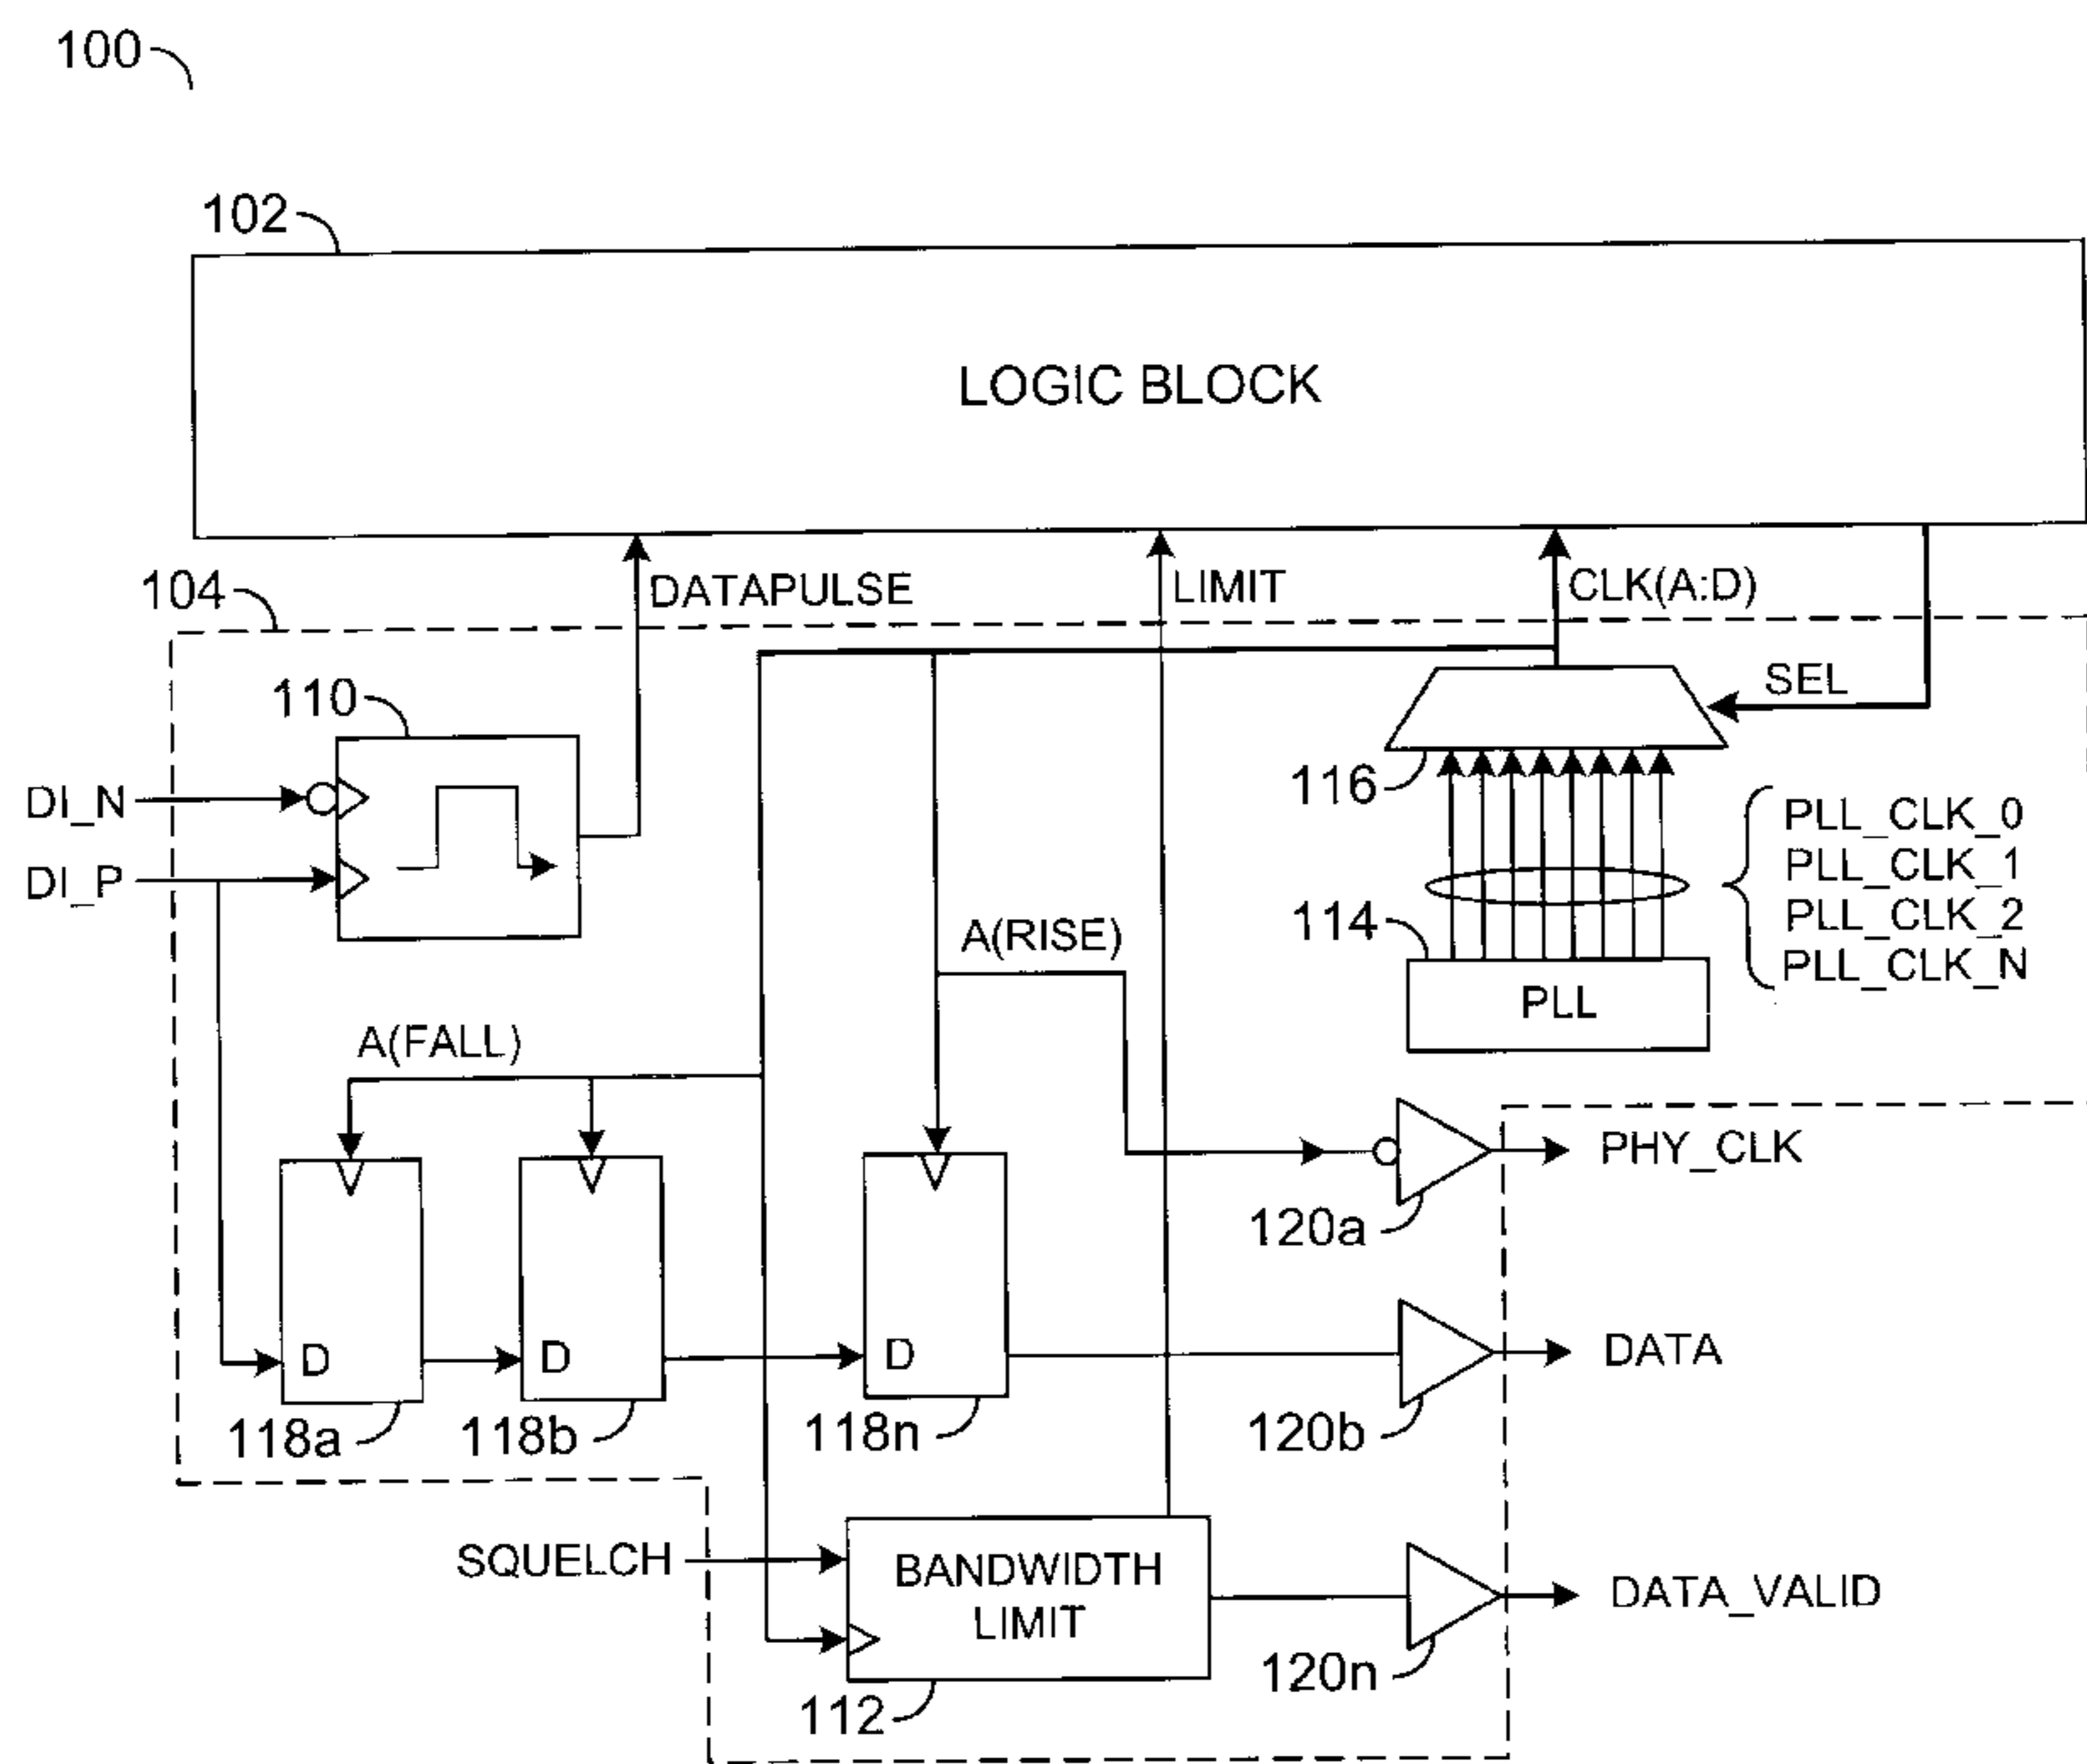 100
102
LOGIC BLOCK
104
DATAPULSE
LIMIT
CLK(A:D)
SEL
110
116
DI_N
DI_P
PLL_CLK_0
PLL_CLK_1
PLL_CLK_2
PLL_CLK_N
114
PLL
A(RISE)
A(FALL)
PHY_CLK
120a
D
D
D
DATA
118a
118b
118n
120b
SQUELCH
BANDWIDTH
LIMIT
DATA_VALID
120n
112